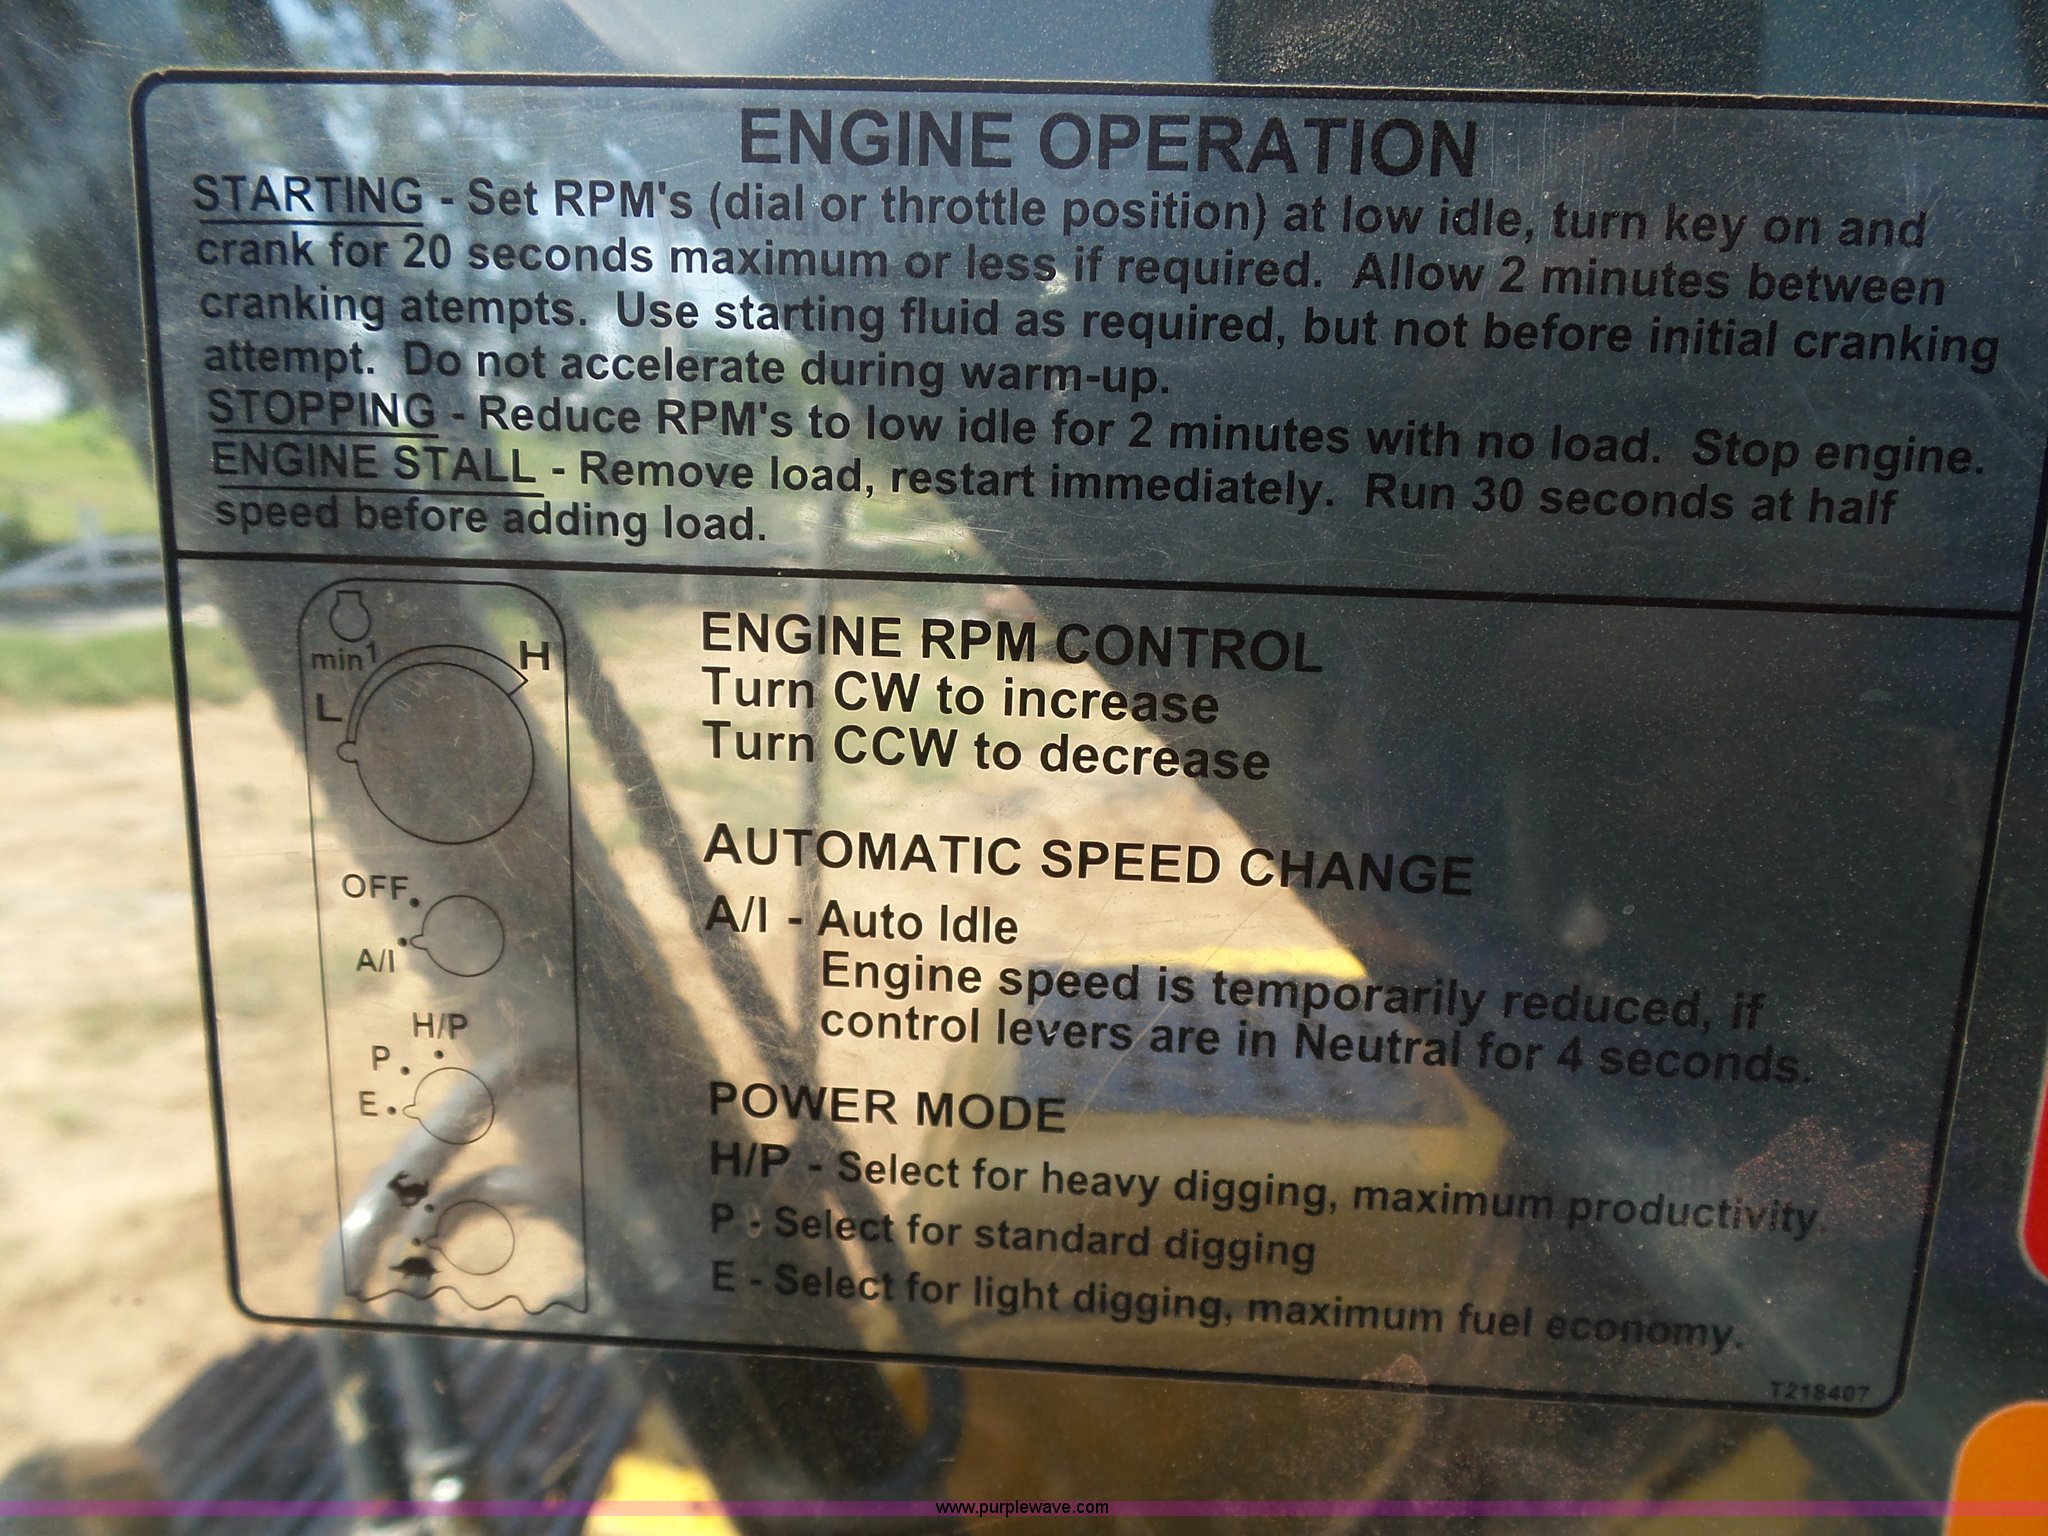 ENGINE OPERATION
STARTING - Set RPM's (dial or throttle position) at low idle, turn key on and
crank for 20 seconds maximum or less if required. Allow 2 minutes between
cranking atempts. Use starting fluid as required, but not before initial cranking
attempt. Do not accelerate during warm-up.
STOPPING - Reduce RPM's to low idle for 2 minutes with no load. Stop engine.
ENGINE STALL - Remove load, restart immediately. Run 30 seconds at half
speed before adding load.
min1
H
L
OFF
A/I
H/P
P
E
ENGINE RPM CONTROL
Turn CW to increase
Turn CCW to decrease
AUTOMATIC SPEED CHANGE
A/I - Auto Idle
Engine speed is temporarily reduced, if
control levers are in Neutral for 4 seconds.
POWER MODE
H/P - Select for heavy digging, maximum productivity.
P - Select for standard digging
E - Select for light digging, maximum fuel economy.
T218407
www.purplewave.com